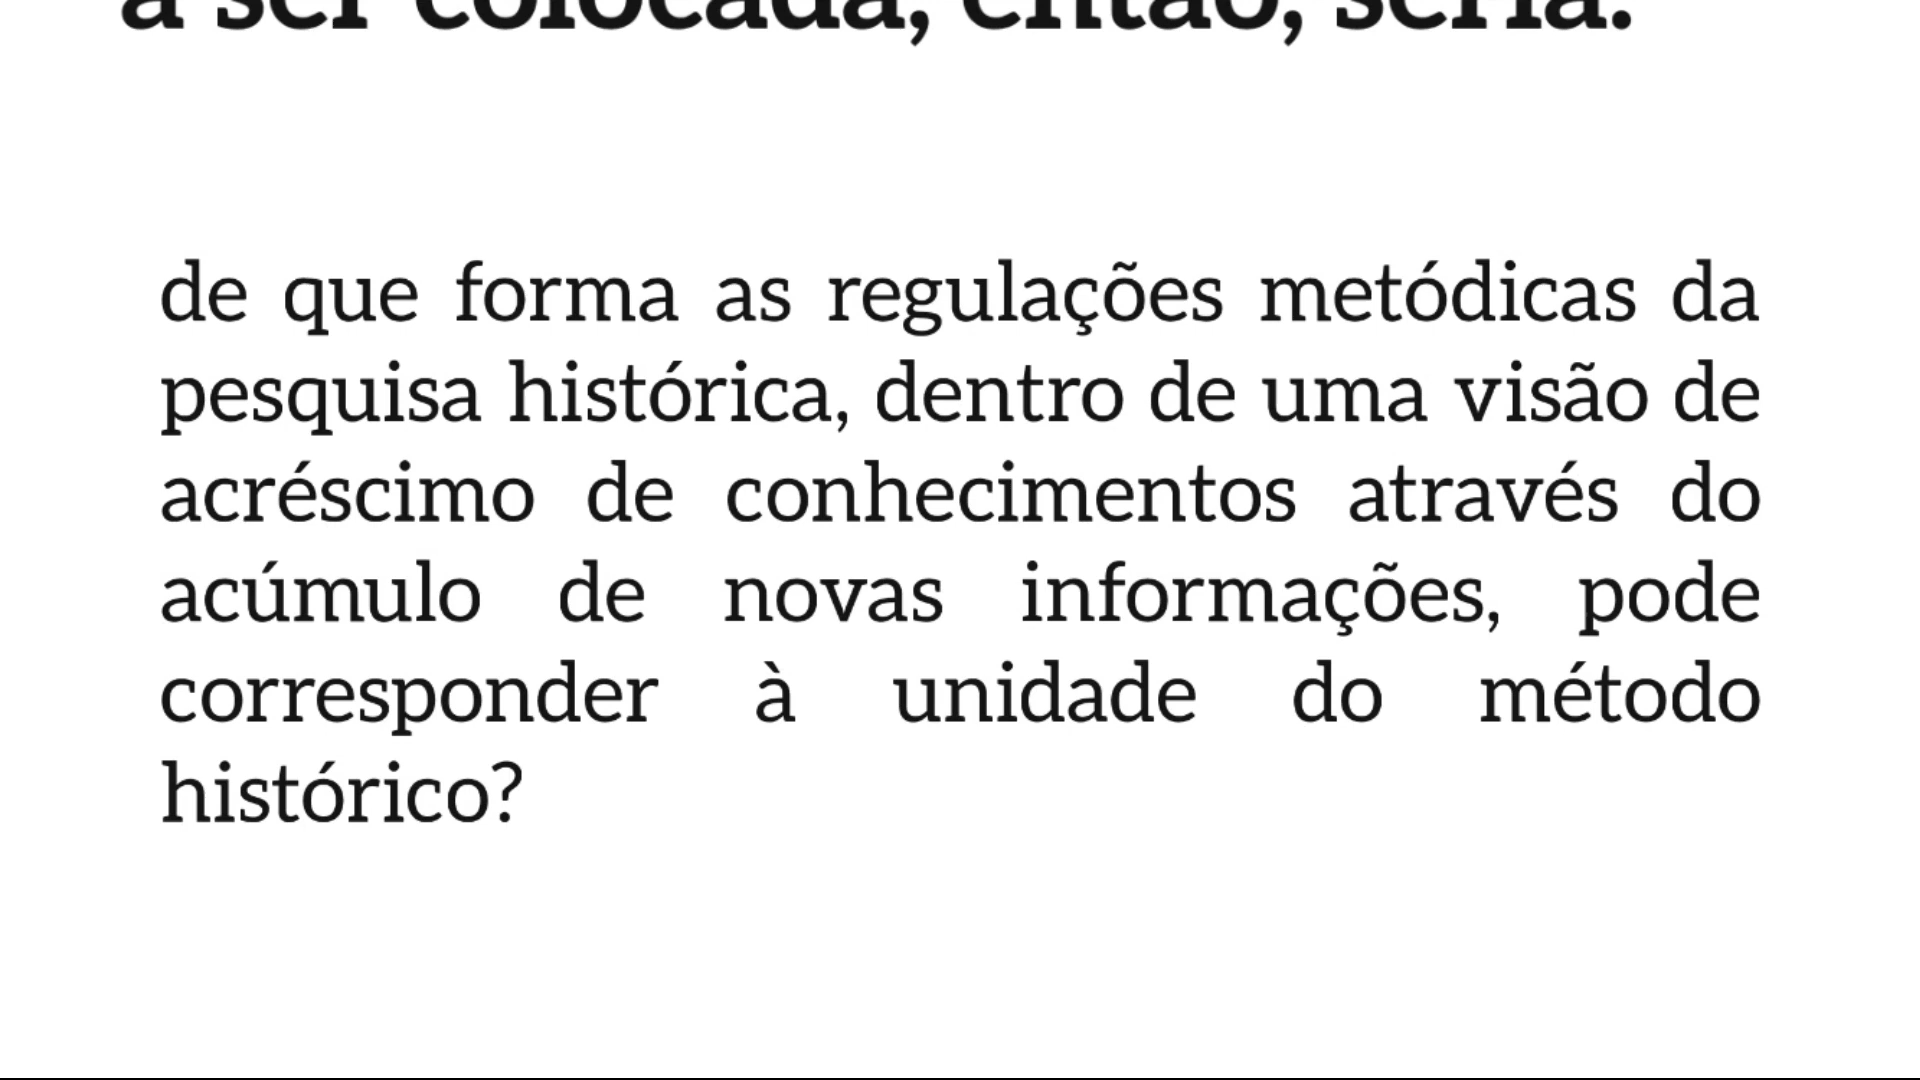 a ser colocada, então, seria:
de que forma as regulações metódicas da
pesquisa histórica, dentro de uma visão de
acréscimo de conhecimentos através do
acúmulo de novas informações, pode
corresponder à unidade do método
histórico?